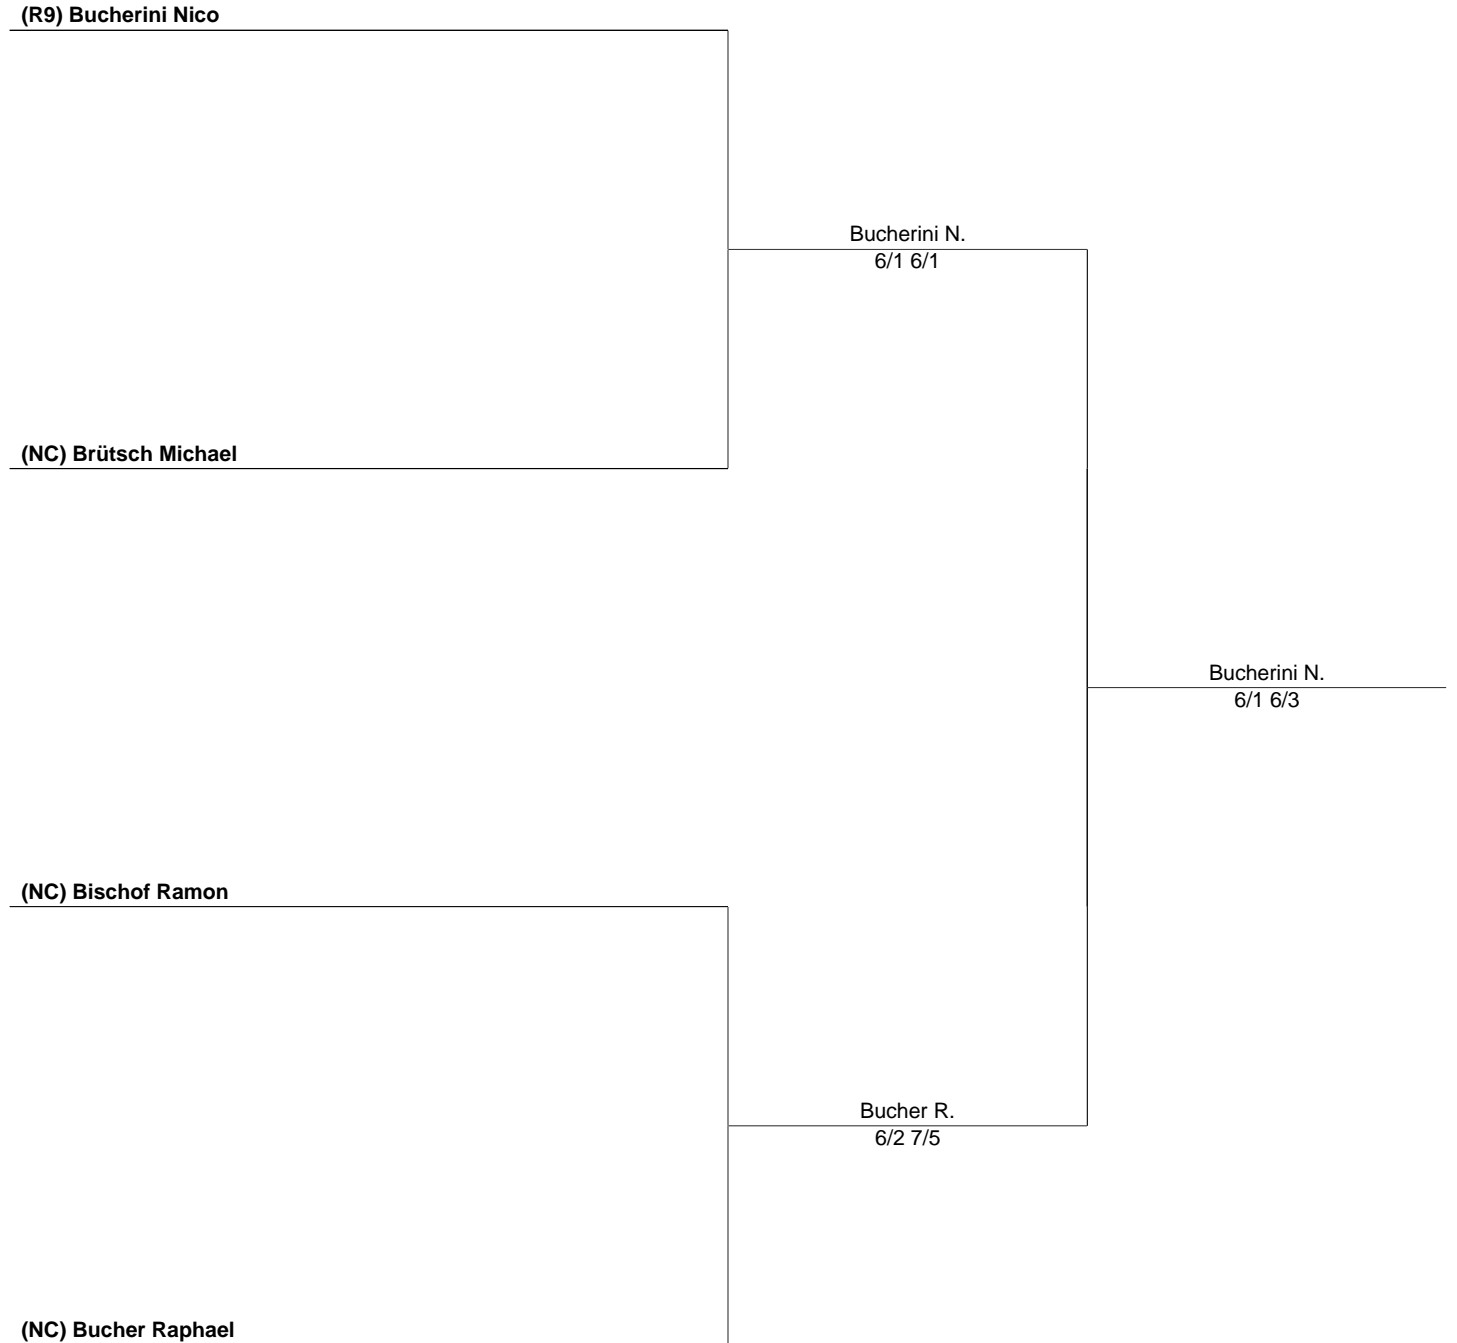 (R9) Bucherini Nico
Bucherini N.
6/1 6/1
(NC) Brütsch Michael
Bucherini N.
6/1 6/3
(NC) Bischof Ramon
Bucher R.
6/2 7/5
(NC) Bucher Raphael